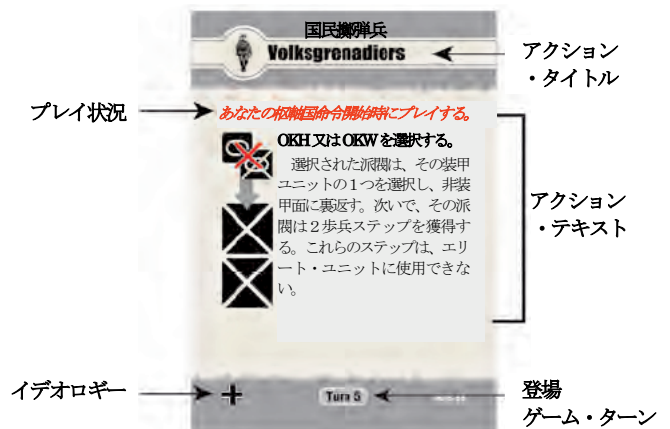 国民擲弾兵
Volksgrenadiers
アクション
・タイトル
プレイ状況
あなたの枢軸国命令開始時にプレイする。
OKH 又は OKW を選択する。
選択された派閥は、その装甲
ユニットの１つを選択し、非装
甲面に裏返す。次いで、その派
閥は２歩兵ステップを獲得す
る。これらのステップは、エリ
ート・ユニットに使用できな
い。
アクション
・テキスト
イデオロギー
Turn 5
登場
ゲーム・ターン